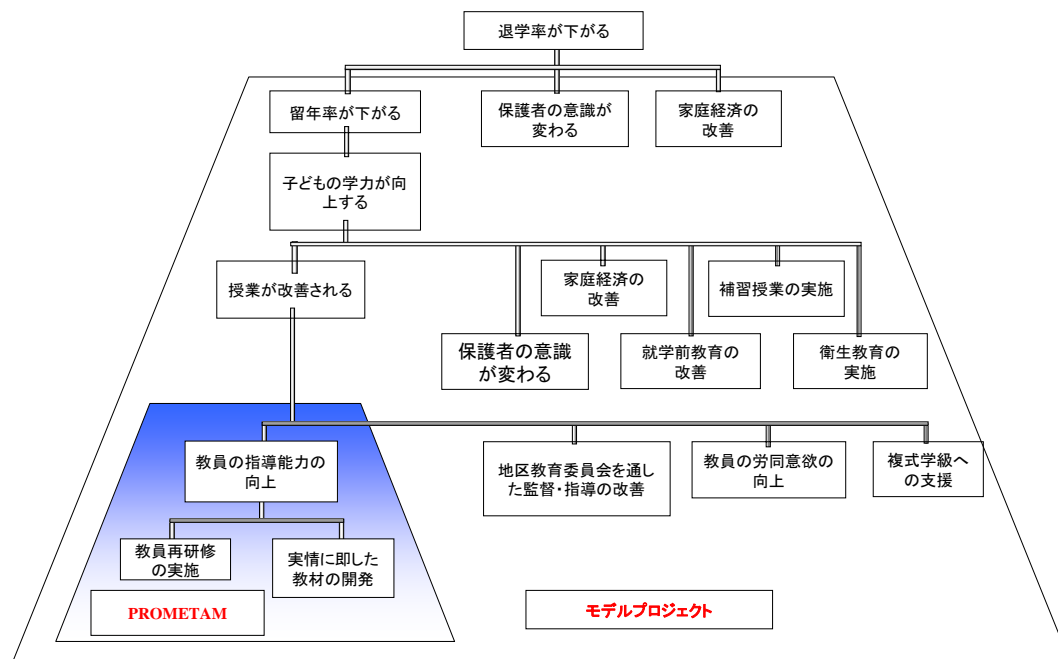 退学率が下がる
留年率が下がる
保護者の意識が
変わる
家庭経済の
改善
子どもの学力が向
上する
授業が改善される
家庭経済の
改善
補習授業の実施
保護者の意識
が変わる
就学前教育の
改善
衛生教育の
実施
教員の指導能力の
向上
地区教育委員会を通し
た監督・指導の改善
教員の労同意欲の
向上
複式学級へ
の支援
教員再研修
の実施
実情に即した
教材の開発
PROMETAM
モデルプロジェクト